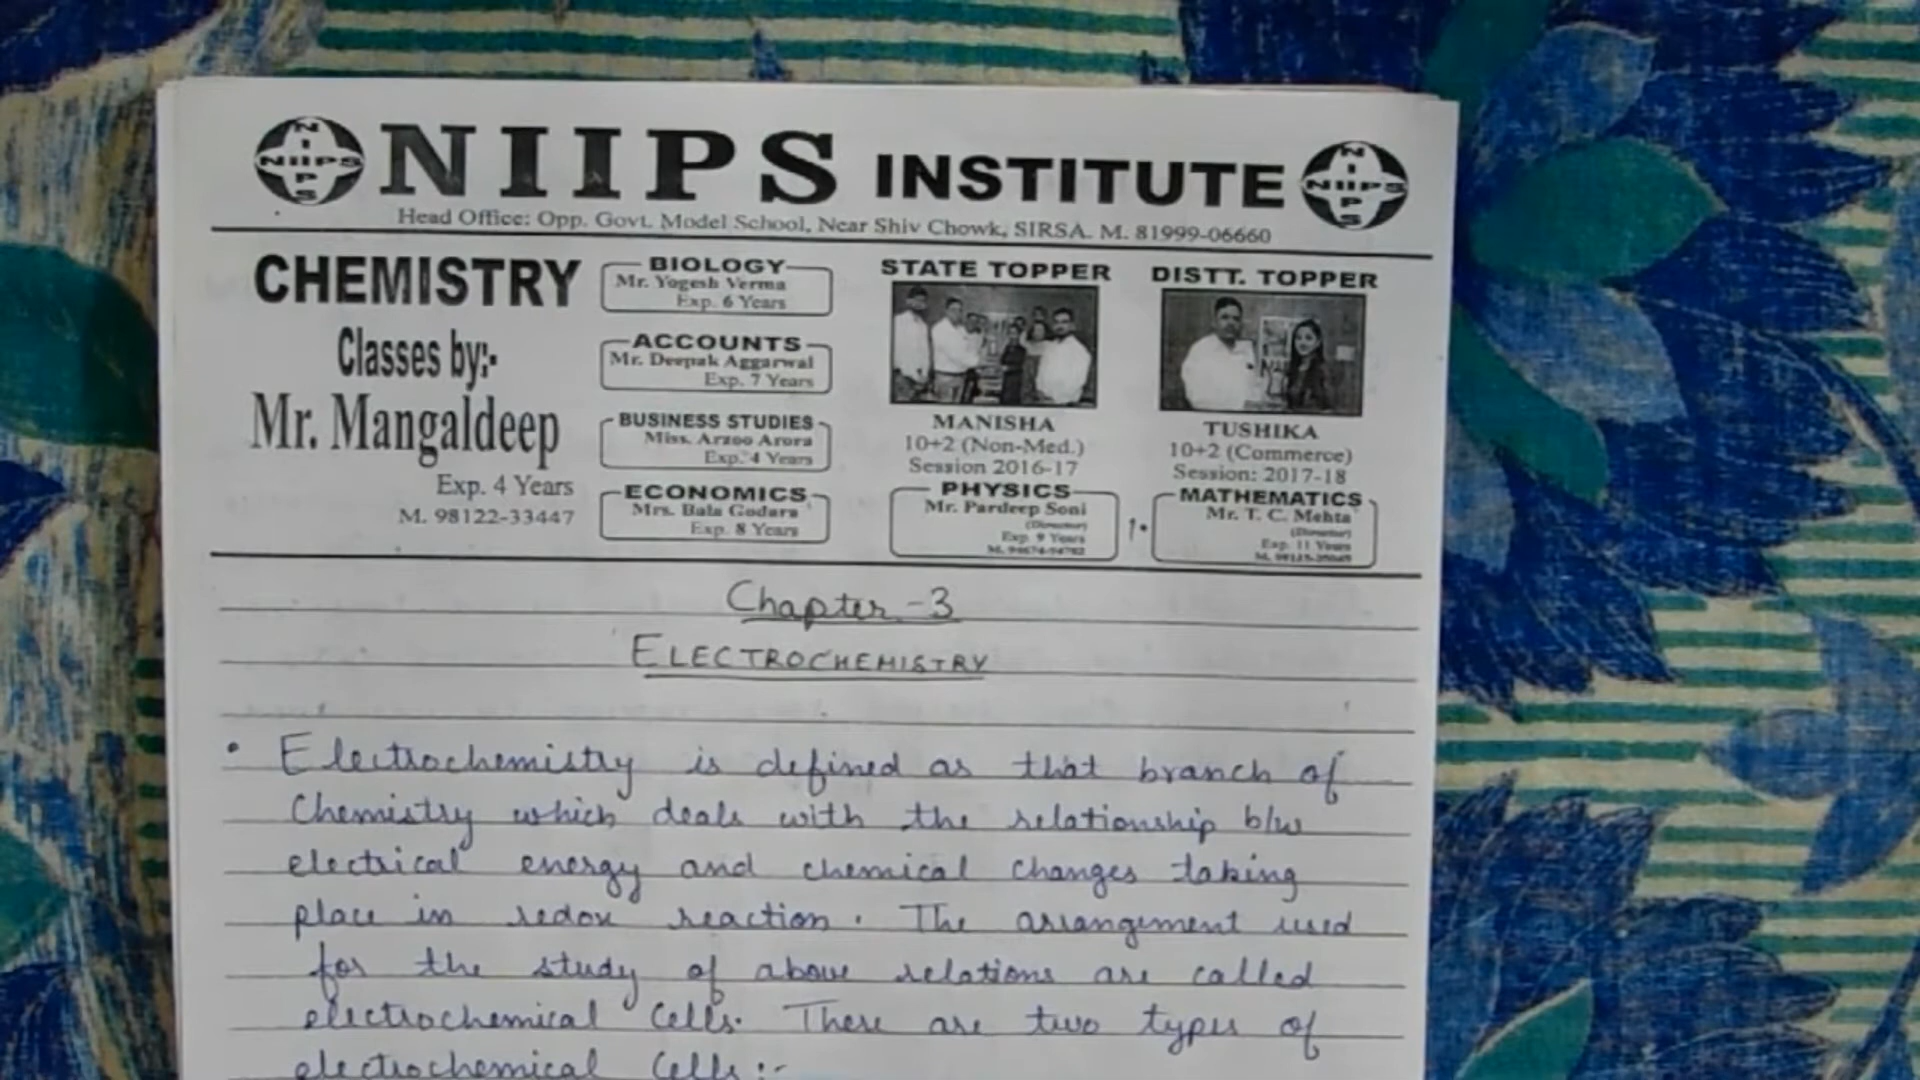 NIIPS INSTITUTE
Head Office: Opp. Govt. Model School, Near Shiv Chowk, SIRSA. M. 81999-06660
CHEMISTRY
Classes by:-
Mr. Mangaldeep
Exp. 4 Years
M. 98122-33447
BIOLOGY
Mr. Yogesh Verma
Exp. 6 Years
ACCOUNTS
Mr. Deepak Aggarwal
Exp. 7 Years
BUSINESS STUDIES
Miss. Arzoo Arora
Exp. 4 Years
ECONOMICS
Mrs. Bala Godara
Exp. 8 Years
STATE TOPPER
MANISHA
10+2 (Non-Med.)
Session 2016-17
PHYSICS
Mr. Pardeep Soni
(Director)
Exp. 9 Years
DISTT. TOPPER
TUSHIKA
10+2 (Commerce)
Session: 2017-18
MATHEMATICS
Mr. T. C. Mehta
(Director)
Exp. 11 Years
Chapter - 3
ELECTROCHEMISTRY
• Electrochemistry is defined as that branch of
Chemistry which deals with the relationship b/w
electrical energy and chemical changes taking
place in redox reaction. The arrangement used
for the study of above relations are called
electrochemical Cells. There are two types of
electrochemical Cells:-